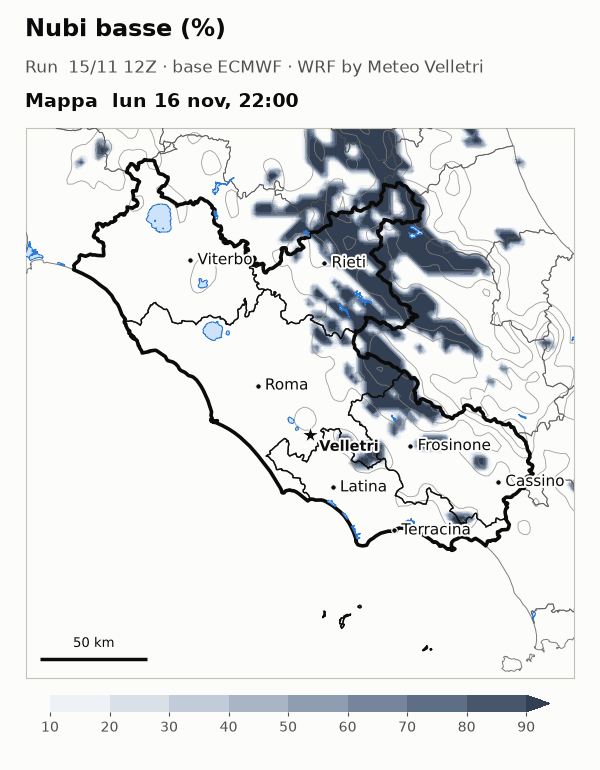 Nubi basse (%)
Run 15/11 12Z · base ECMWF · WRF by Meteo Velletri
Mappa lun 16 nov, 22:00
Viterbo
Rieti
Roma
Velletri
Frosinone
Latina
Cassino
Terracina
50 km
10 20 30 40 50 60 70 80 90